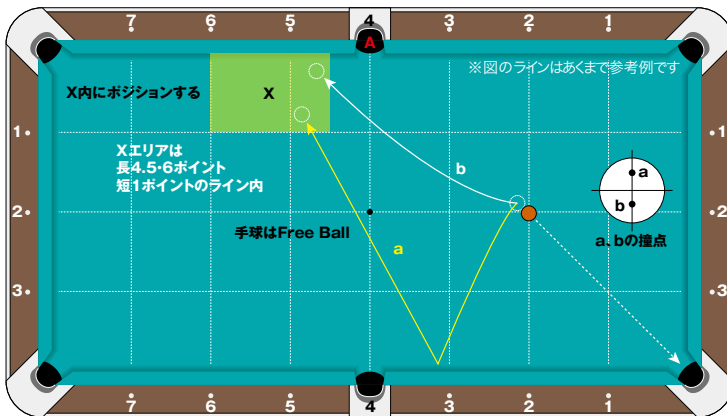 7 6 5 4 3 2 1
A
※図のラインはあくまで参考例です
X内にポジションする
X
1 1
Xエリアは
長4.5・6ポイント
短1ポイントのライン内
b
a
b
2 2
手球はFree Ball
a
a、bの撞点
3 3
7 6 5 4 3 2 1